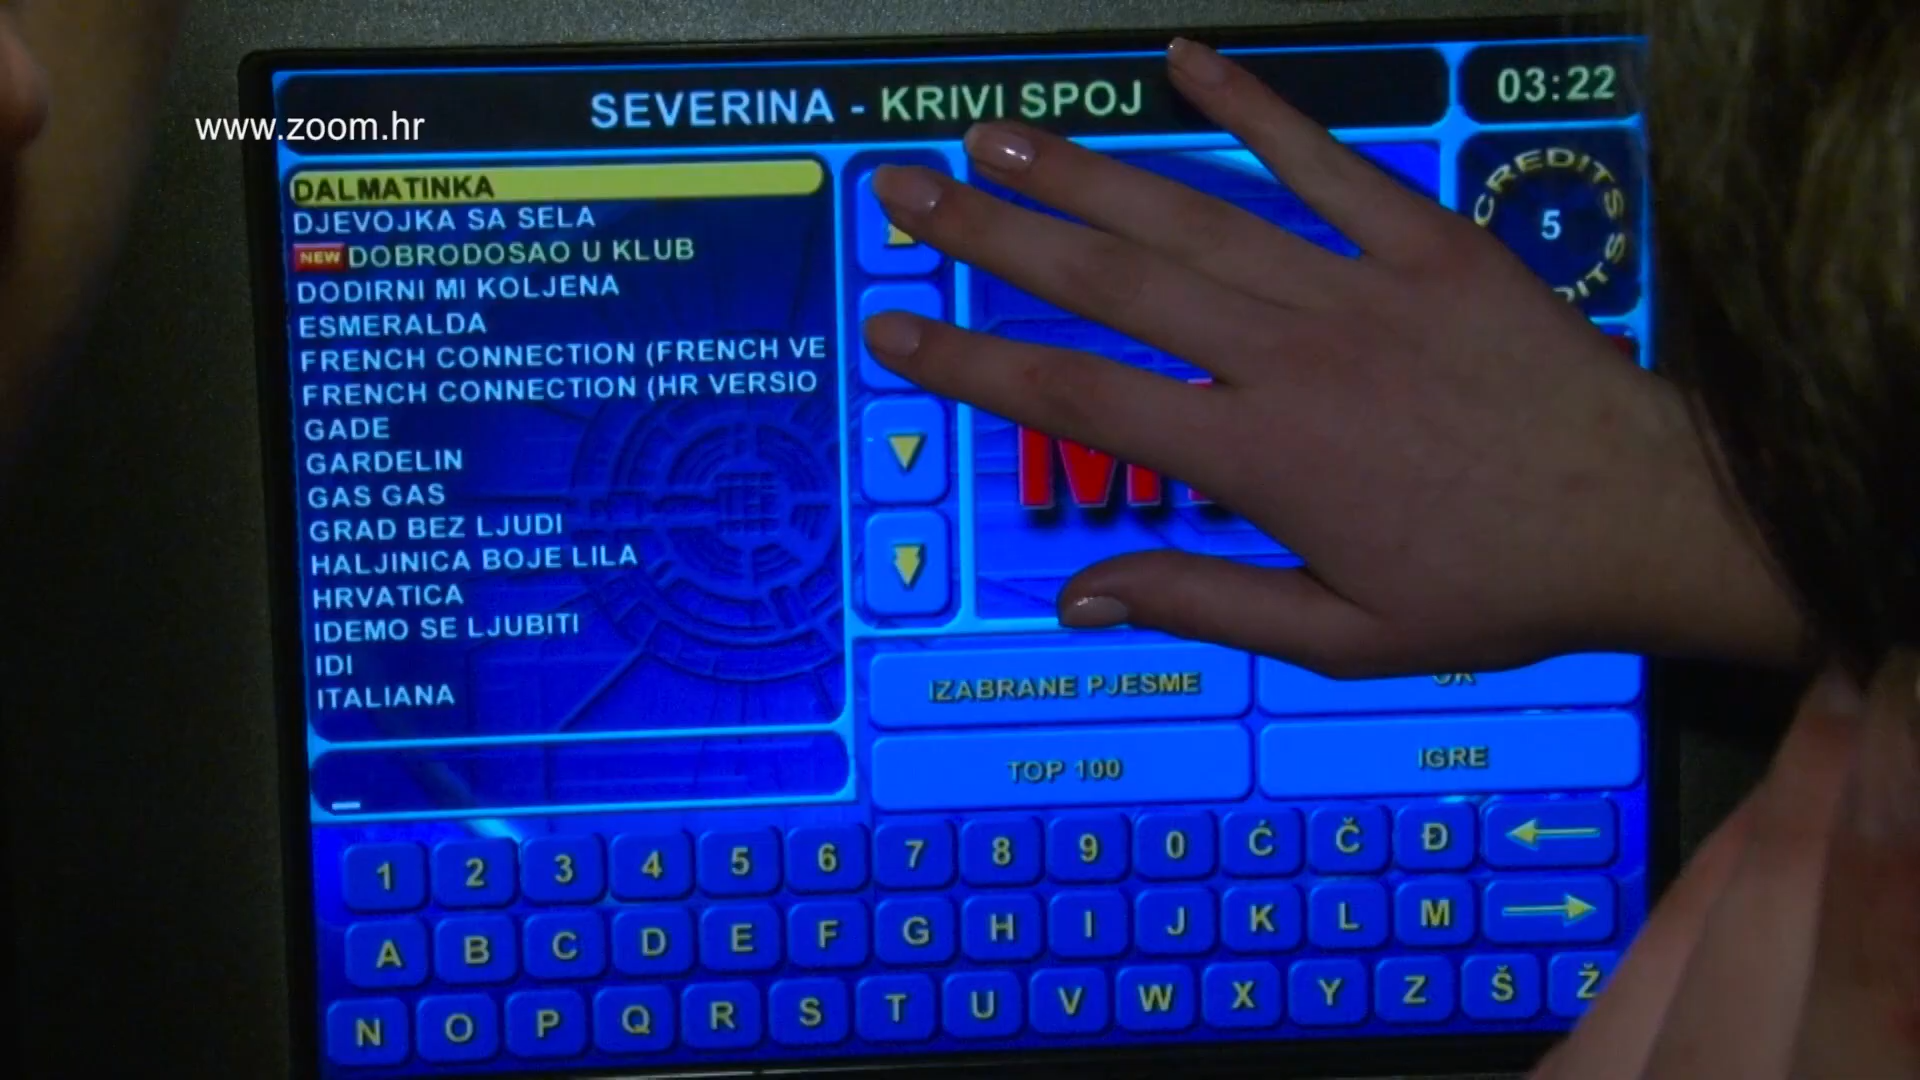 www.zoom.hr
SEVERINA - KRIVI SPOJ
03:22
CREDITS
5
DALMATINKA
DJEVOJKA SA SELA
NEW DOBRODOSAO U KLUB
DODIRNI MI KOLJENA
ESMERALDA
FRENCH CONNECTION (FRENCH VE
FRENCH CONNECTION (HR VERSIO
GADE
GARDELIN
GAS GAS
GRAD BEZ LJUDI
HALJINICA BOJE LILA
HRVATICA
IDEMO SE LJUBITI
IDI
ITALIANA
IZABRANE PJESME
OK
TOP 100
IGRE
1 2 3 4 5 6 7 8 9 0 Ć Č Đ
A B C D E F G H I J K L M
N O P Q R S T U V W X Y Z Š Ž